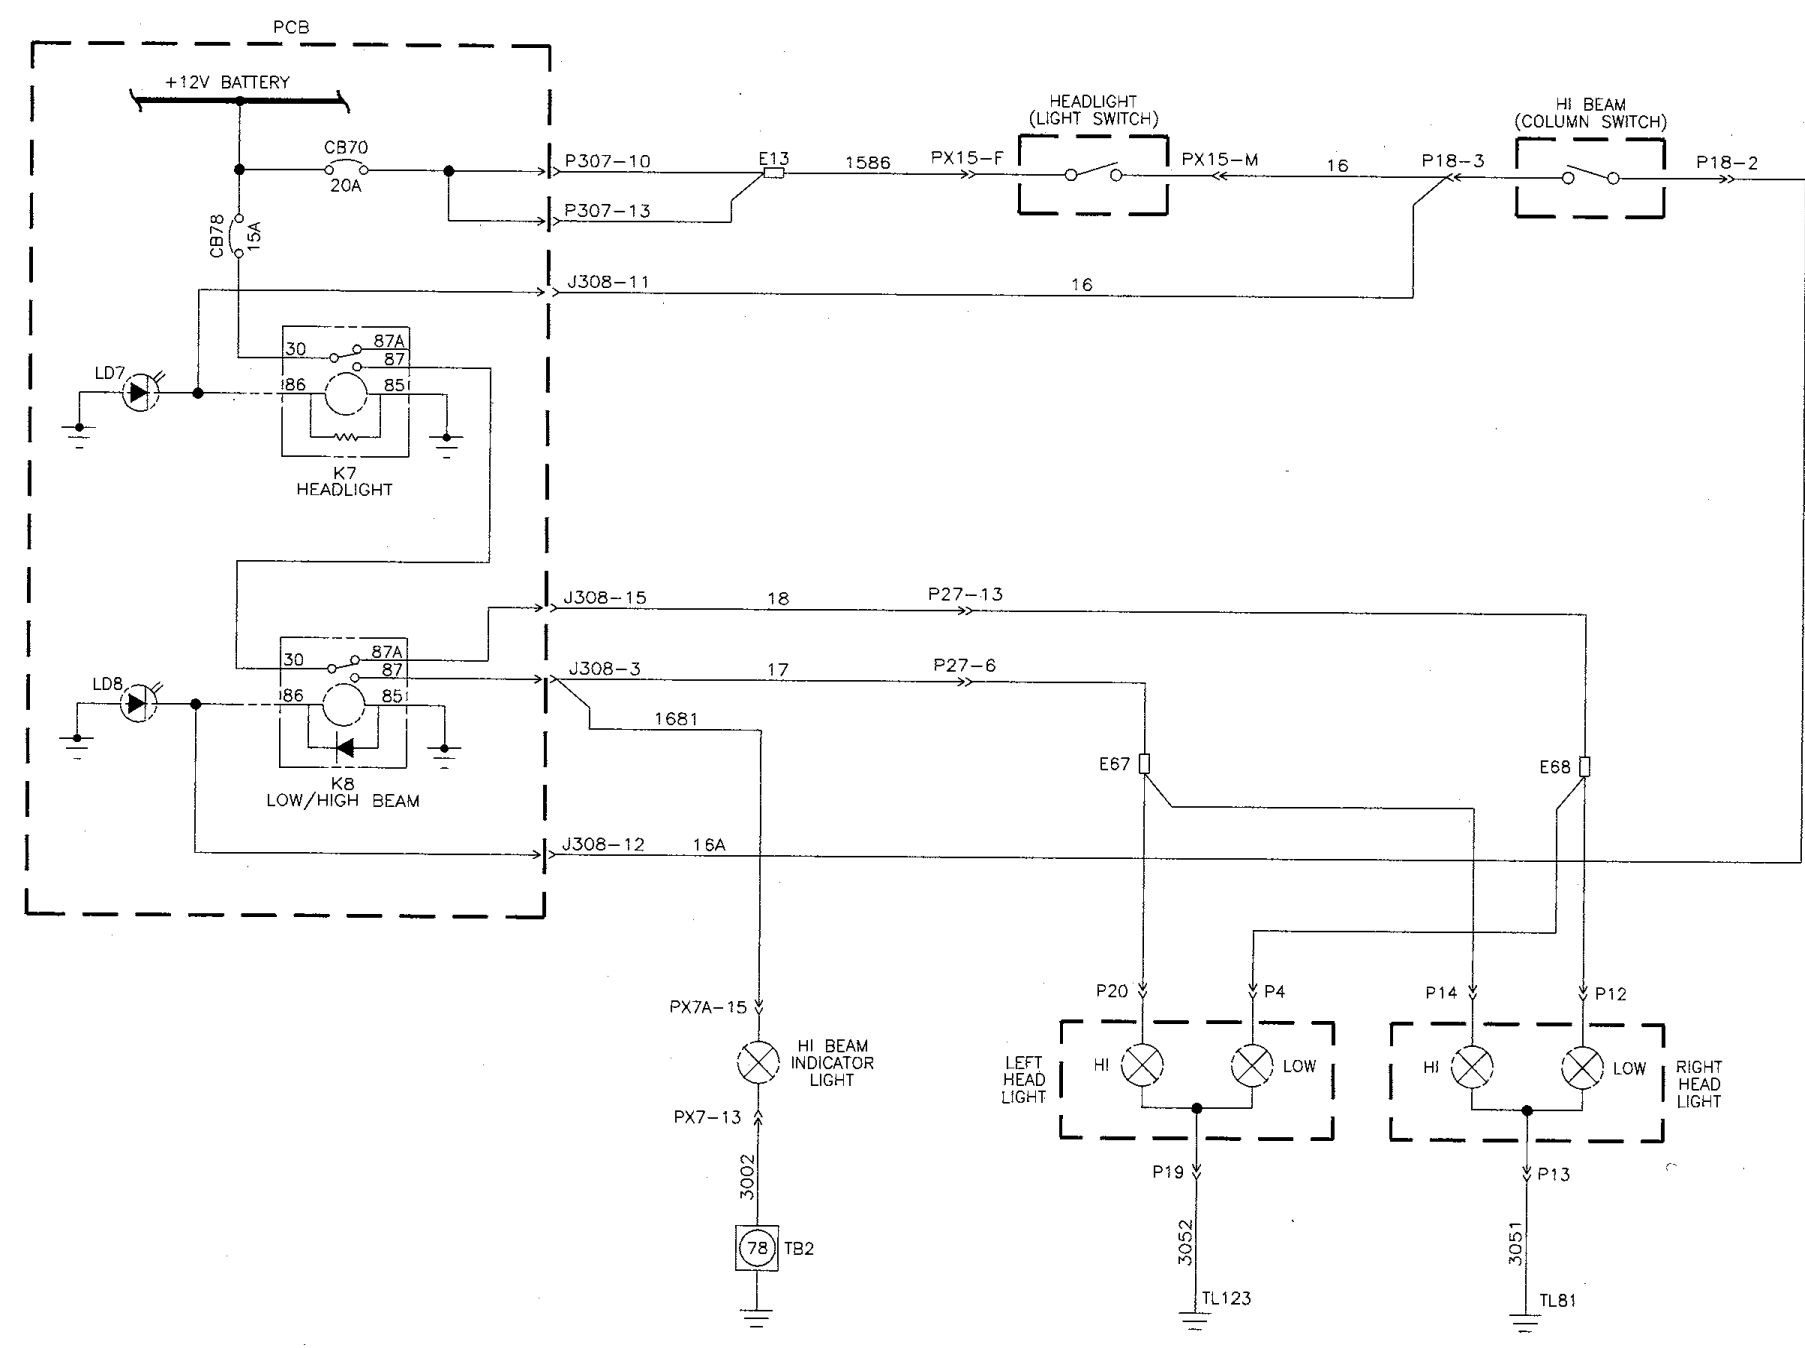 PCB
+12V BATTERY
CB70
20A
CB78
15A
P307-10
P307-13
E13
1586
PX15-F
HEADLIGHT
(LIGHT SWITCH)
PX15-M
16
P18-3
HI BEAM
(COLUMN SWITCH)
P18-2
J308-11
16
LD7
30
87A
87
86
85
K7
HEADLIGHT
J308-15
18
P27-13
J308-3
17
P27-6
1681
LD8
30
87A
87
86
85
K8
LOW/HIGH BEAM
E67
E68
J308-12
16A
PX7A-15
HI BEAM
INDICATOR
LIGHT
PX7-13
3002
78
TB2
P20
P4
P14
P12
LEFT
HEAD
LIGHT
HI
LOW
HI
LOW
RIGHT
HEAD
LIGHT
P19
P13
3052
3051
TL123
TL81